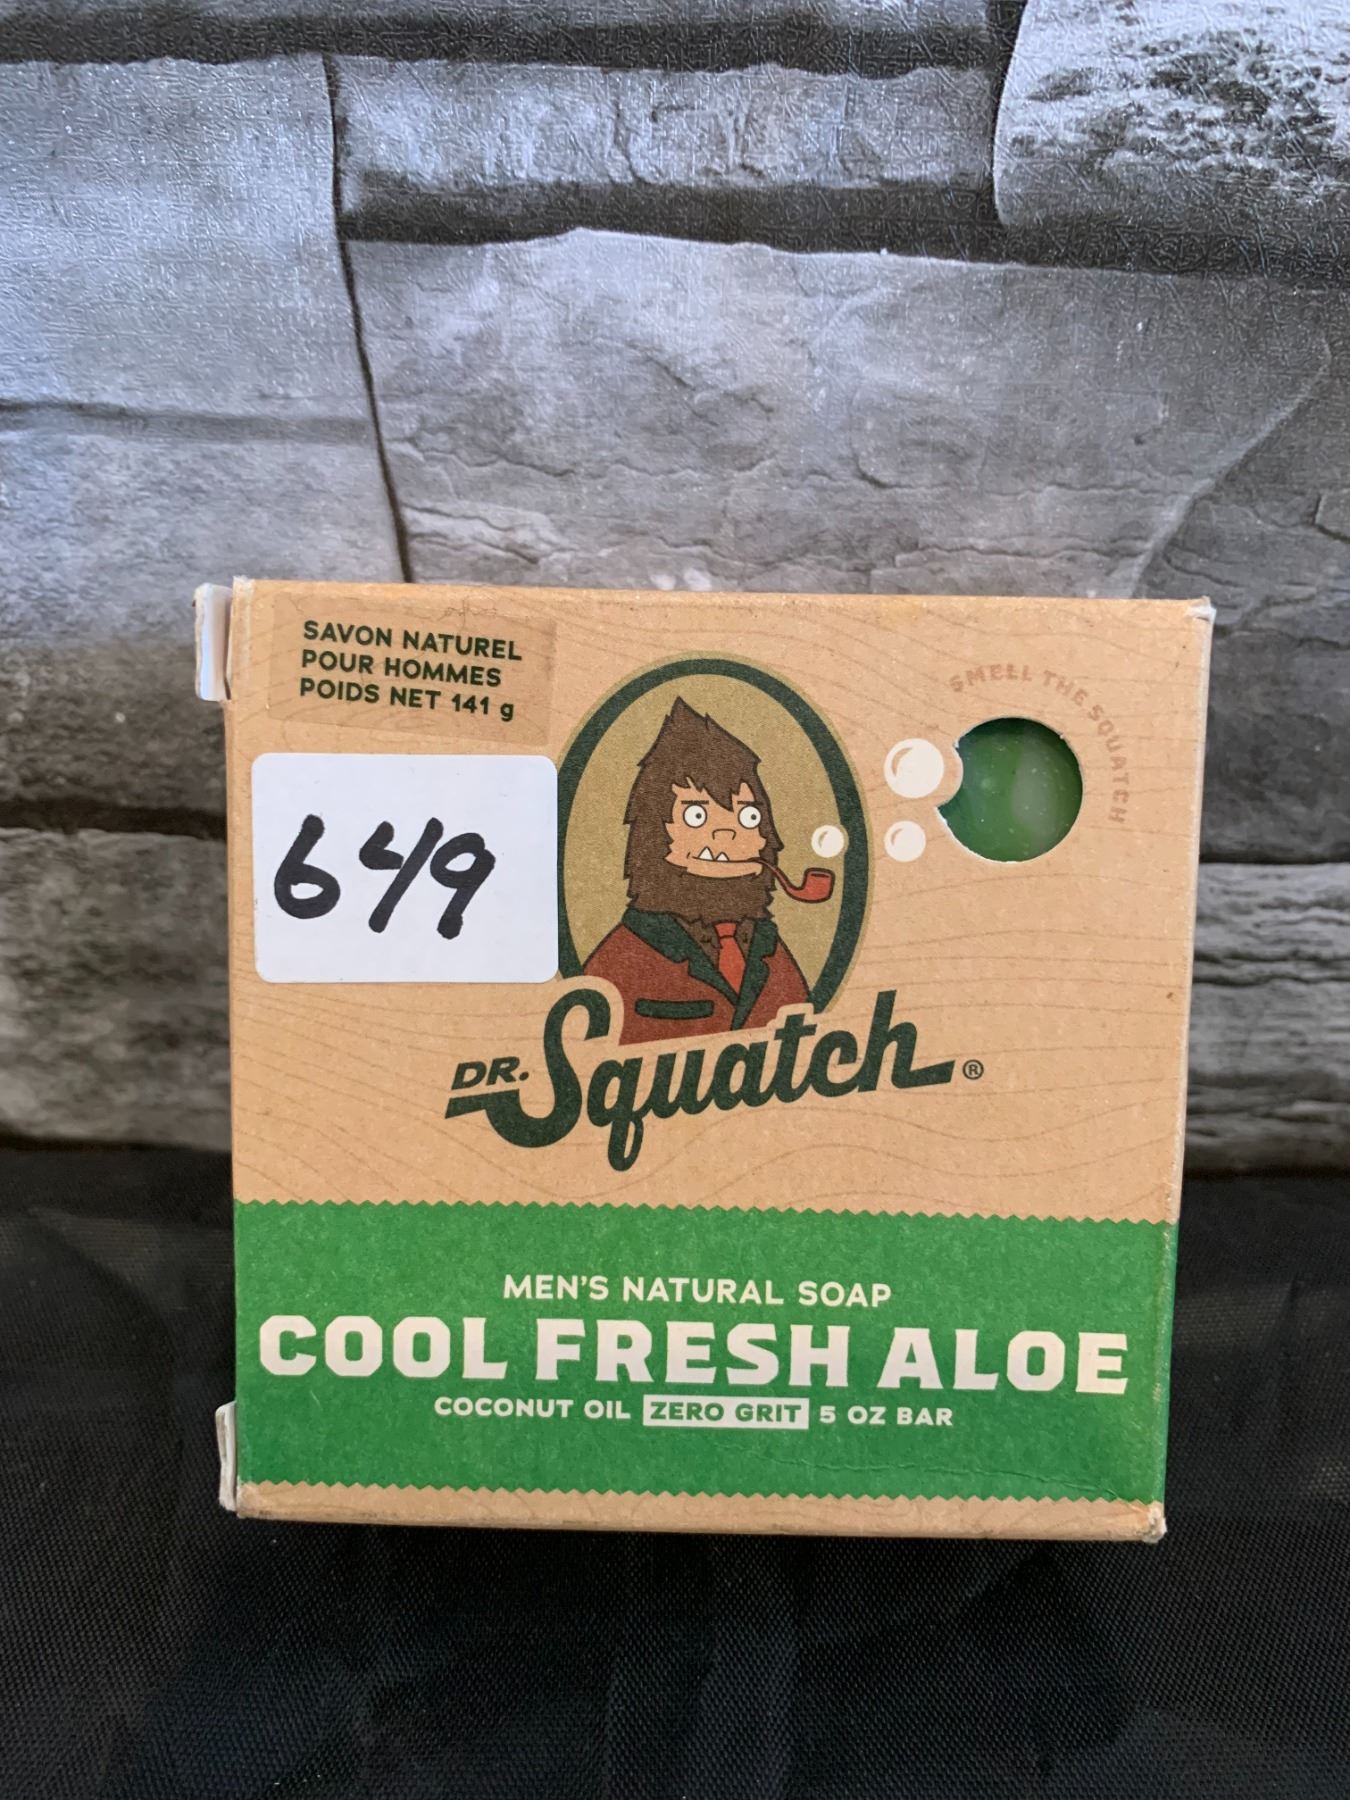 SAVON NATUREL
POUR HOMMES
POIDS NET 141 g
SMELL THE SQUATCH
649
DR. Squatch®
MEN'S NATURAL SOAP
COOL FRESH ALOE
COCONUT OIL ZERO GRIT 5 OZ BAR